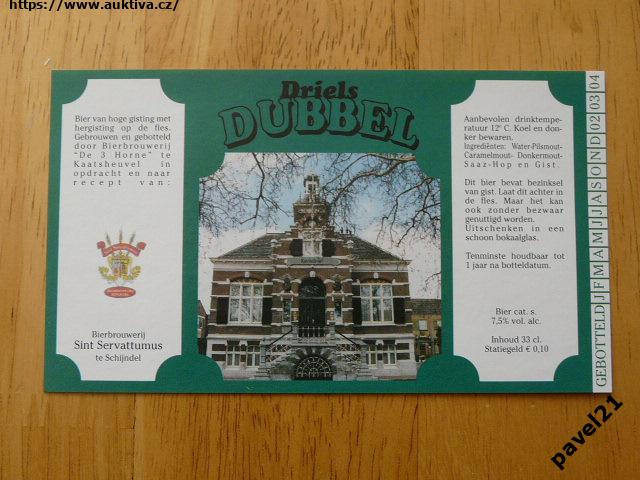 https://www.auktiva.cz/
Driels
DUBBEL
Bier van hoge gisting met
hergisting op de fles.
Gebrouwen en gebotteld
door Bierbrouwerij
"De 3 Horne" te
Kaatsheuvel in
opdracht en naar
recept van:
Bierbrouwerij
Sint Servattumus
te Schijndel
Aanbevolen drinktempe-
ratuur 12° C. Koel en don-
ker bewaren.
Ingrediënten: Water-Pilsmout-
Caramelmout- Donkermout-
Saaz-Hop en Gist.
Dit bier bevat bezinksel
van gist. Laat dit achter in
de fles. Maar het kan
ook zonder bezwaar
genuttigd worden.
Uitschenken in een
schoon bokaalglas.
Tenminste houdbaar tot
1 jaar na botteldatum.
Bier cat. s.
7,5% vol. alc.
Inhoud 33 cl.
Statiegeld € 0,10
GEBOTTELD J F M A M J J A S O N D 02 03 04
pavel21